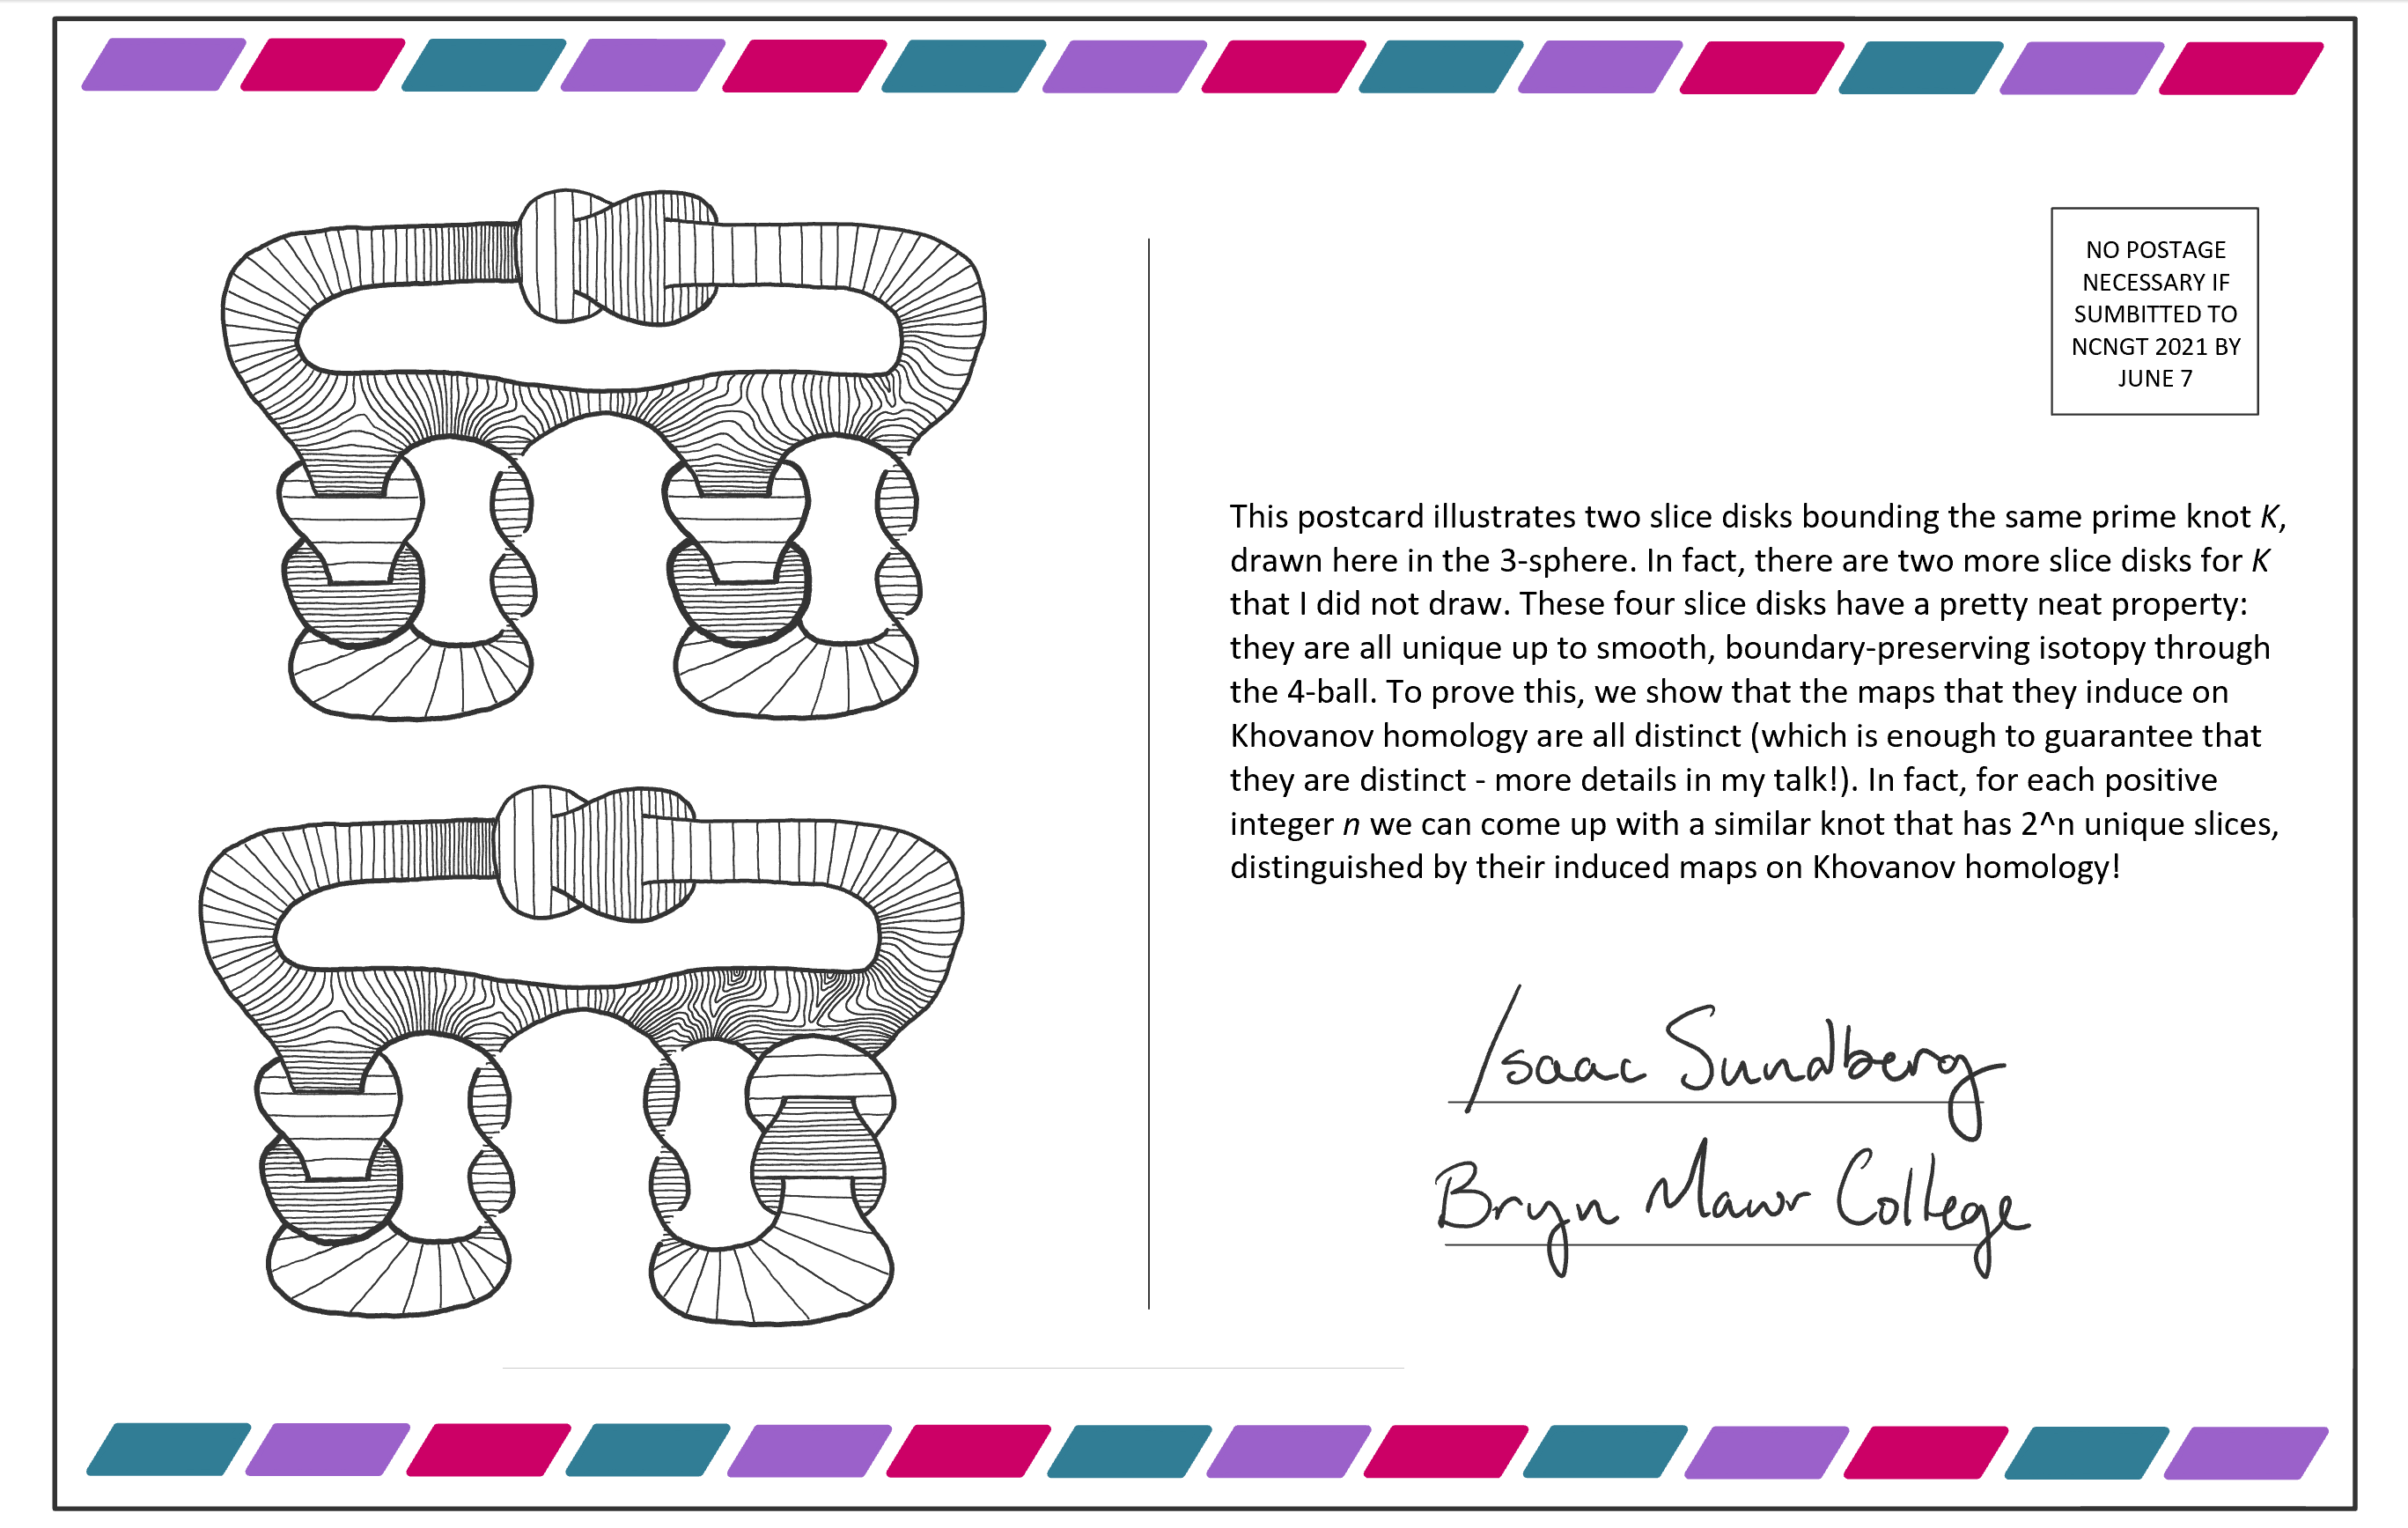 NO POSTAGE
NECESSARY IF
SUMBITTED TO
NCNGT 2021 BY
JUNE 7
This postcard illustrates two slice disks bounding the same prime knot K,
drawn here in the 3-sphere. In fact, there are two more slice disks for K
that I did not draw. These four slice disks have a pretty neat property:
they are all unique up to smooth, boundary-preserving isotopy through
the 4-ball. To prove this, we show that the maps that they induce on
Khovanov homology are all distinct (which is enough to guarantee that
they are distinct - more details in my talk!). In fact, for each positive
integer n we can come up with a similar knot that has 2^n unique slices,
distinguished by their induced maps on Khovanov homology!
Isaac Sundberg
Bryn Mawr College